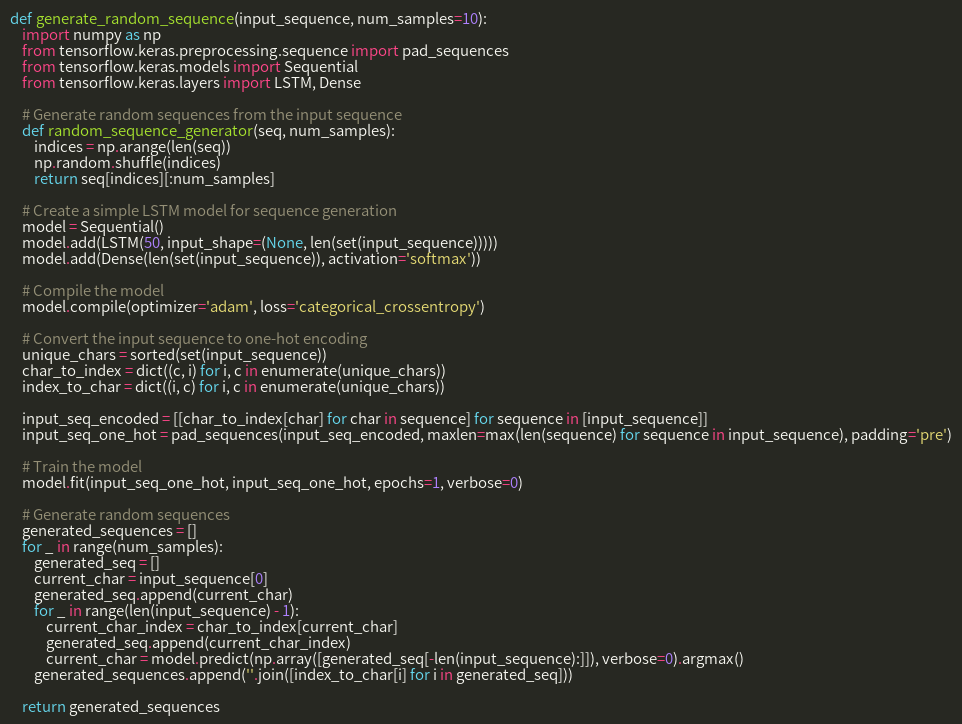 def generate_random_sequence(input_sequence, num_samples=10):
    import numpy as np
    from tensorflow.keras.preprocessing.sequence import pad_sequences
    from tensorflow.keras.models import Sequential
    from tensorflow.keras.layers import LSTM, Dense

    # Generate random sequences from the input sequence
    def random_sequence_generator(seq, num_samples):
        indices = np.arange(len(seq))
        np.random.shuffle(indices)
        return seq[indices][:num_samples]

    # Create a simple LSTM model for sequence generation
    model = Sequential()
    model.add(LSTM(50, input_shape=(None, len(set(input_sequence)))))
    model.add(Dense(len(set(input_sequence)), activation='softmax'))

    # Compile the model
    model.compile(optimizer='adam', loss='categorical_crossentropy')

    # Convert the input sequence to one-hot encoding
    unique_chars = sorted(set(input_sequence))
    char_to_index = dict((c, i) for i, c in enumerate(unique_chars))
    index_to_char = dict((i, c) for i, c in enumerate(unique_chars))

    input_seq_encoded = [[char_to_index[char] for char in sequence] for sequence in [input_sequence]]
    input_seq_one_hot = pad_sequences(input_seq_encoded, maxlen=max(len(sequence) for sequence in input_sequence), padding='pre')

    # Train the model
    model.fit(input_seq_one_hot, input_seq_one_hot, epochs=1, verbose=0)

    # Generate random sequences
    generated_sequences = []
    for _ in range(num_samples):
        generated_seq = []
        current_char = input_sequence[0]
        generated_seq.append(current_char)
        for _ in range(len(input_sequence) - 1):
            current_char_index = char_to_index[current_char]
            generated_seq.append(current_char_index)
            current_char = model.predict(np.array([generated_seq[-len(input_sequence):]]), verbose=0).argmax()
        generated_sequences.append(''.join([index_to_char[i] for i in generated_seq]))

    return generated_sequences